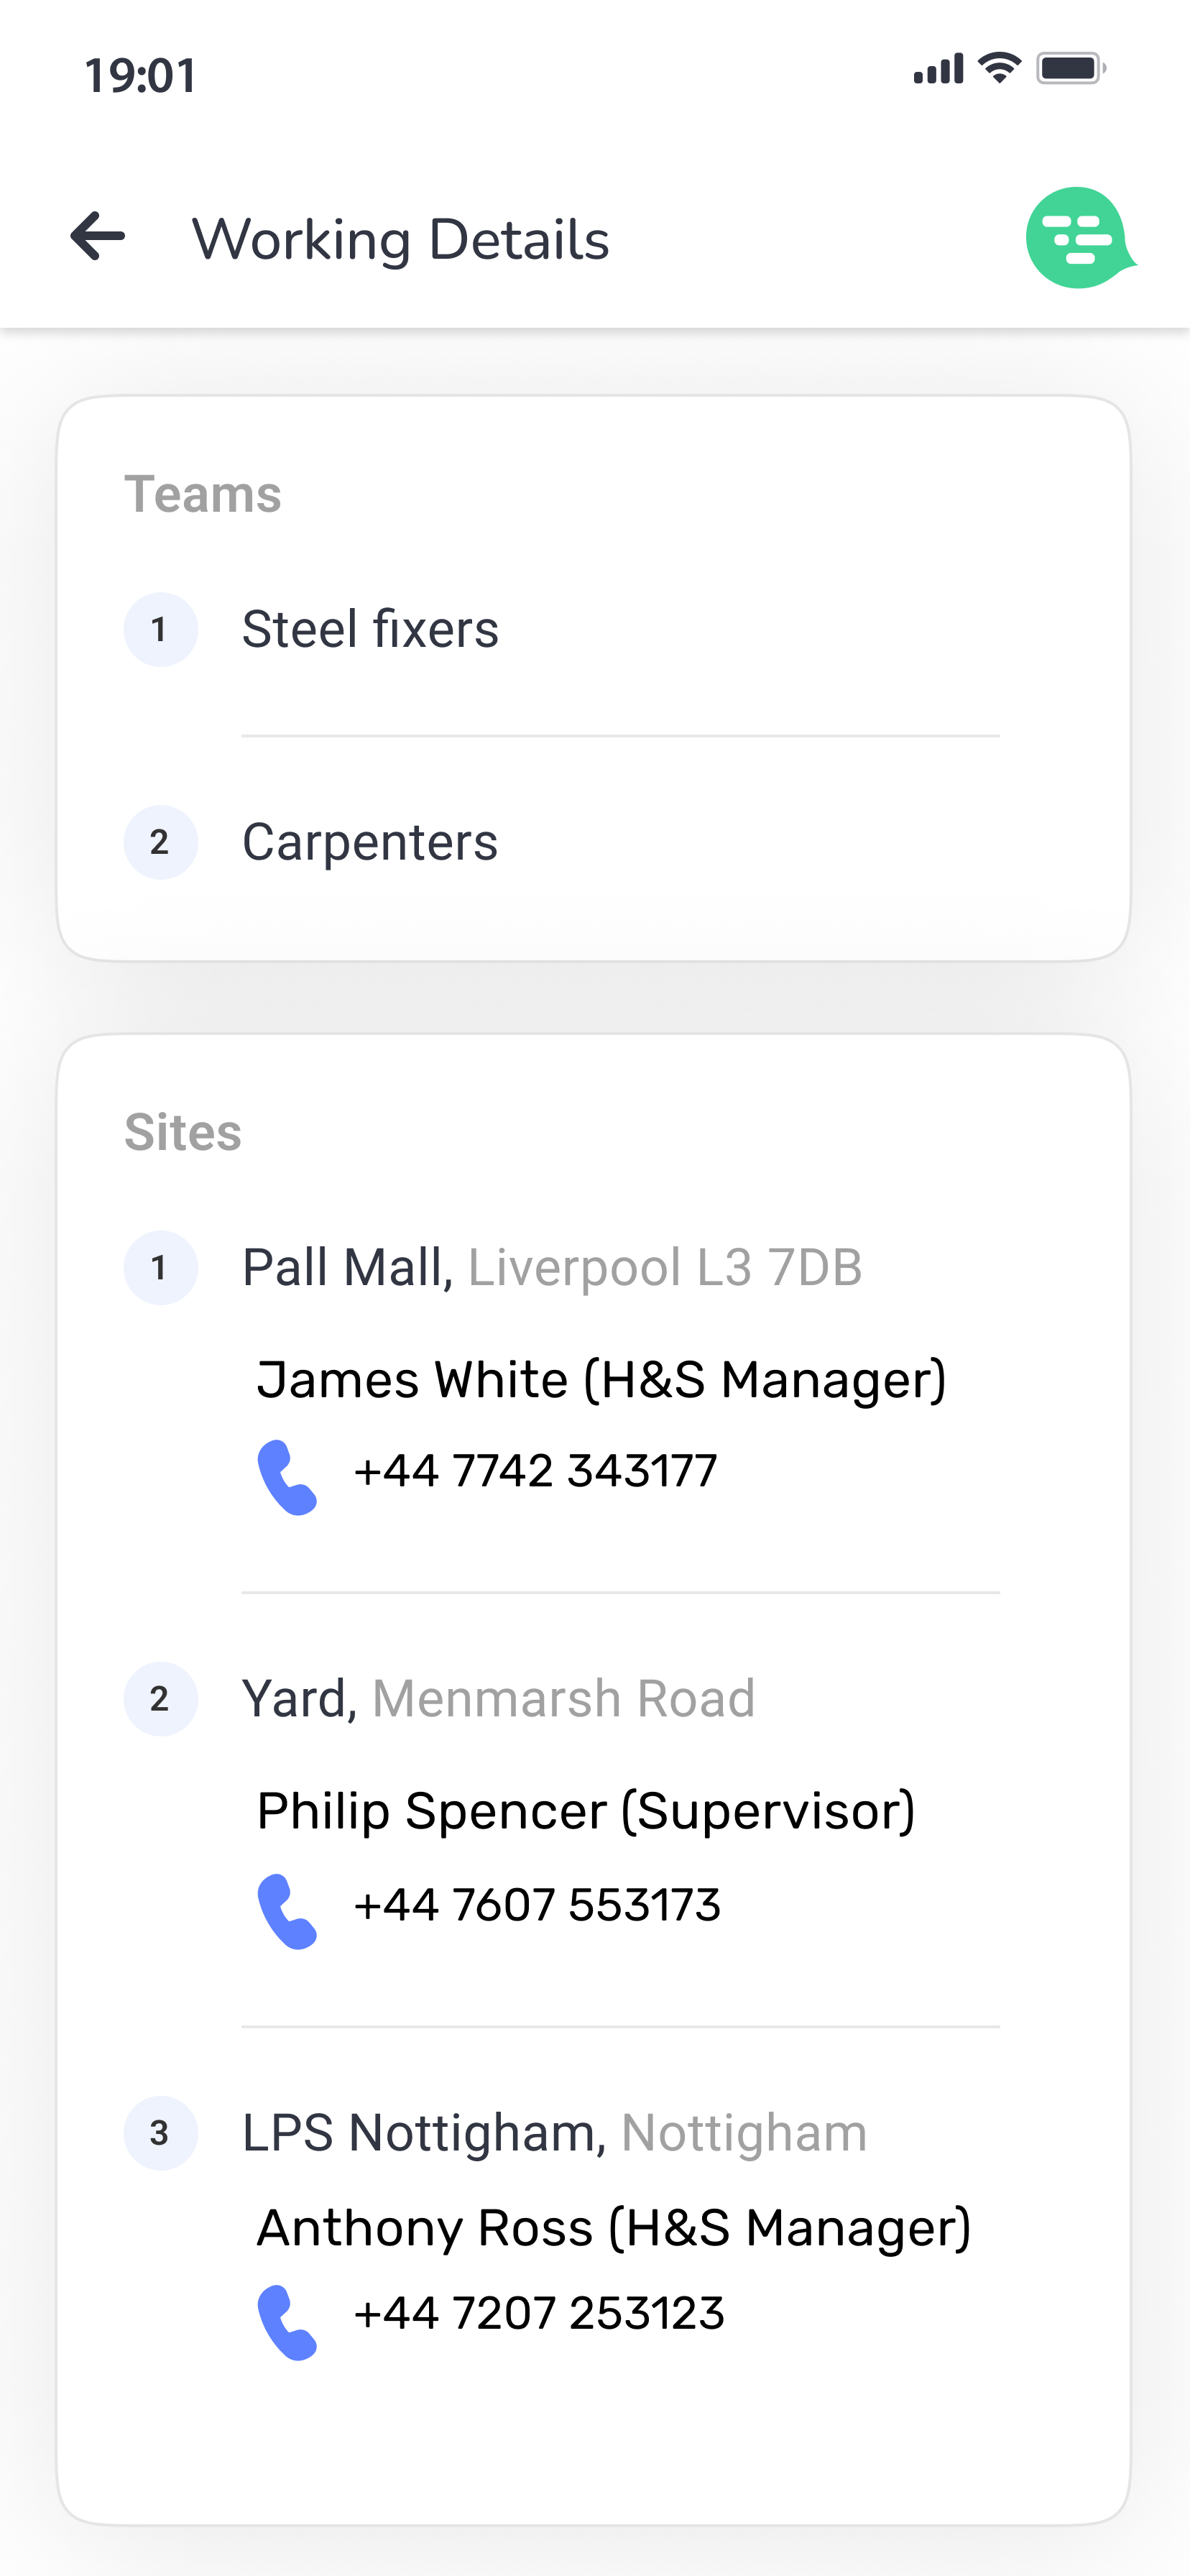 19:01
Working Details
Teams
1 Steel fixers
2 Carpenters
Sites
1 Pall Mall, Liverpool L3 7DB
James White (H&S Manager)
+44 7742 343177
2 Yard, Menmarsh Road
Philip Spencer (Supervisor)
+44 7607 553173
3 LPS Nottigham, Nottigham
Anthony Ross (H&S Manager)
+44 7207 253123